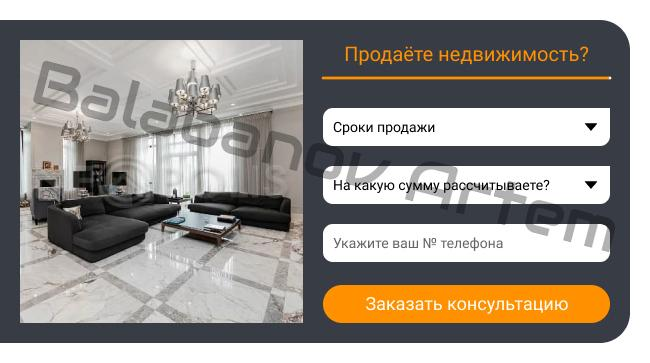 Продаёте недвижимость?
Сроки продажи
На какую сумму рассчитываете?
Укажите ваш № телефона
Заказать консультацию
Balabanov Artem